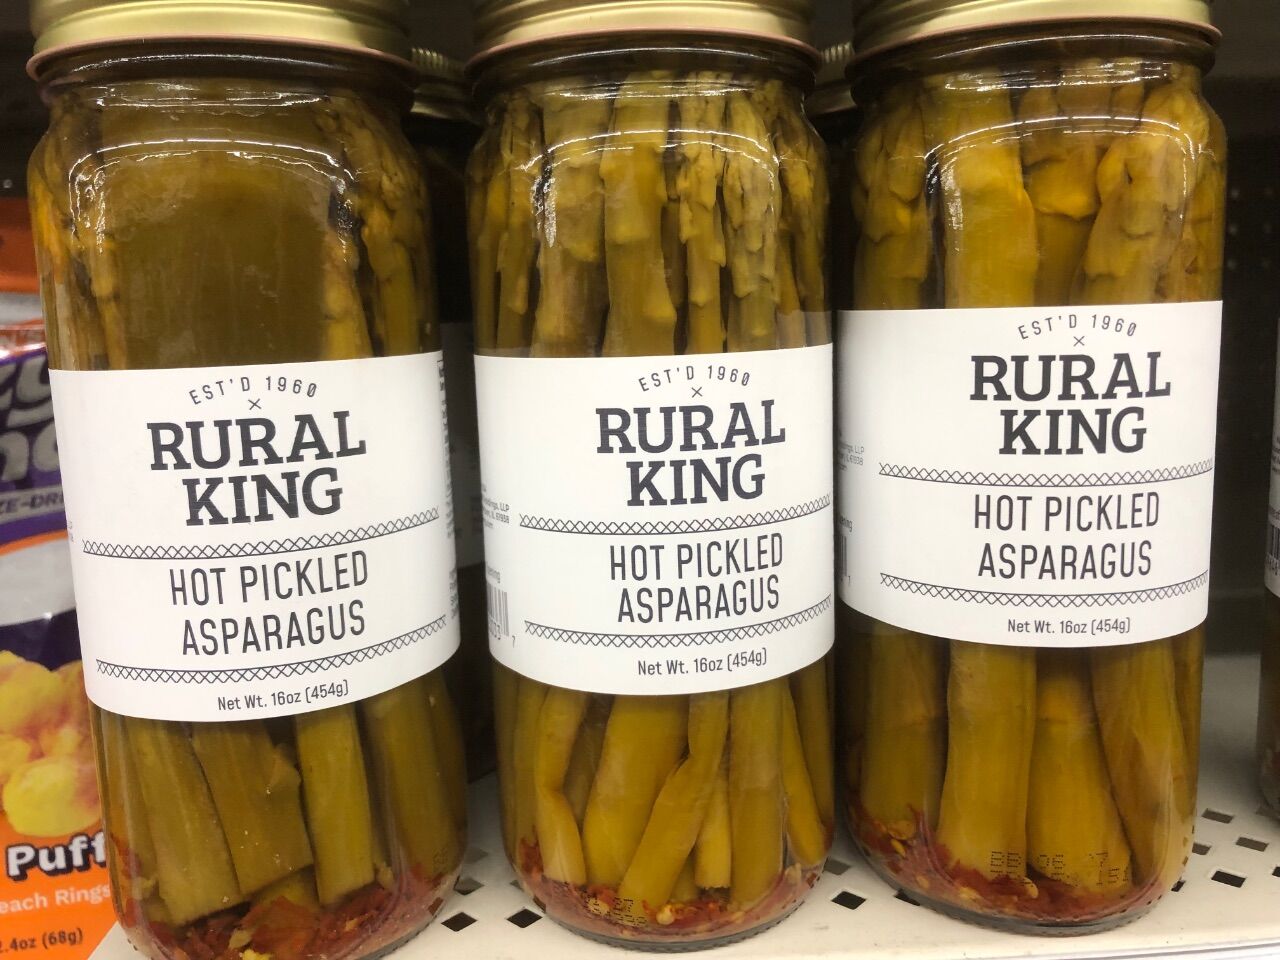 EST'D 1960
×
RURAL
KING
HOT PICKLED
ASPARAGUS
Net Wt. 16oz (454g)
EST'D 1960
×
RURAL
KING
HOT PICKLED
ASPARAGUS
Net Wt. 16oz (454g)
EST'D 1960
×
RURAL
KING
HOT PICKLED
ASPARAGUS
Net Wt. 16oz (454g)
Puff
each Rings
2.4oz (68g)